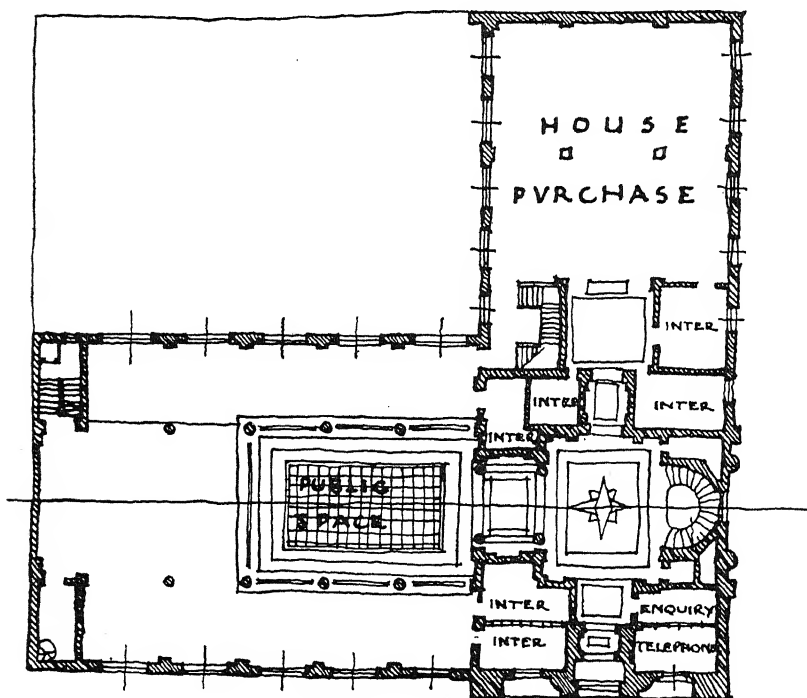 HOUSE
PVRCHASE
INTER
INTER
INTER
INTER
PUBLIC
SPACE
INTER
ENQUIRY
INTER
TELEPHONE